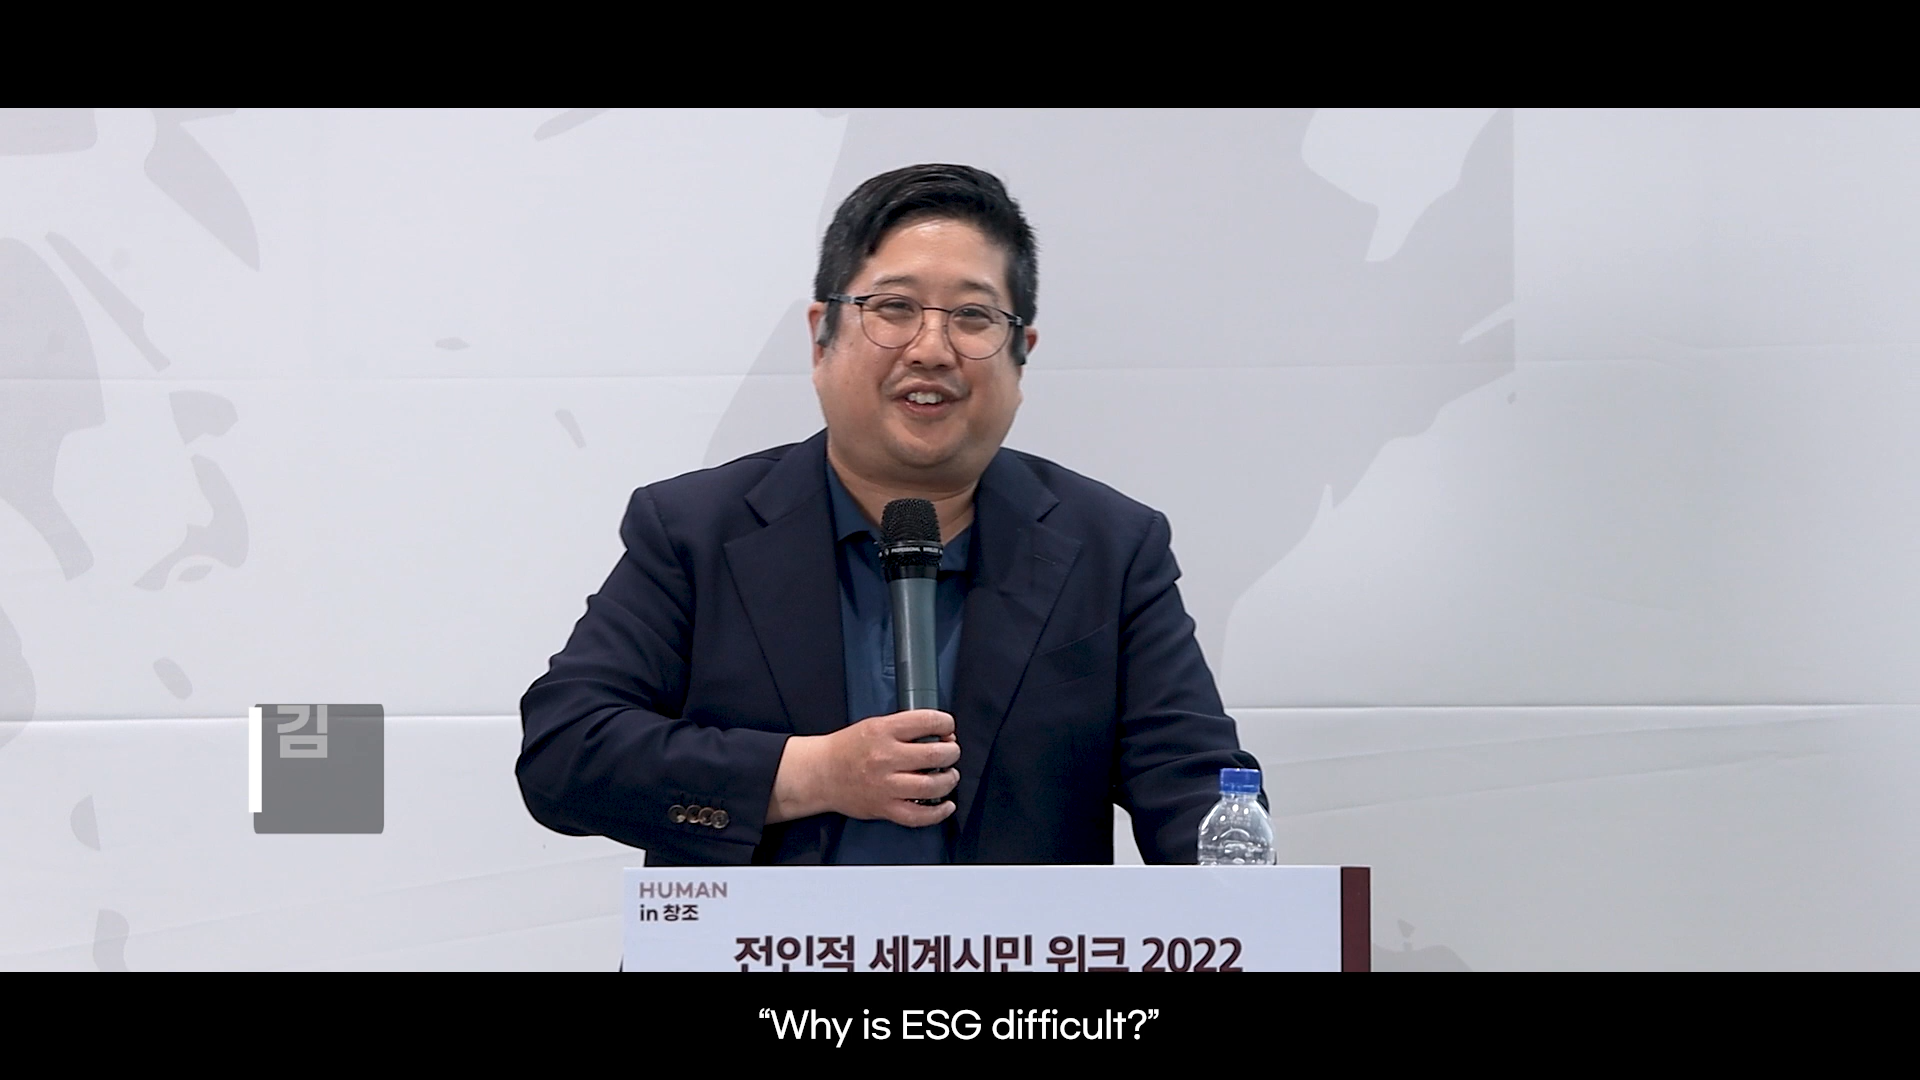 김
HUMAN
in 창조
전인적 세계시민 위크 2022
“Why is ESG difficult?”